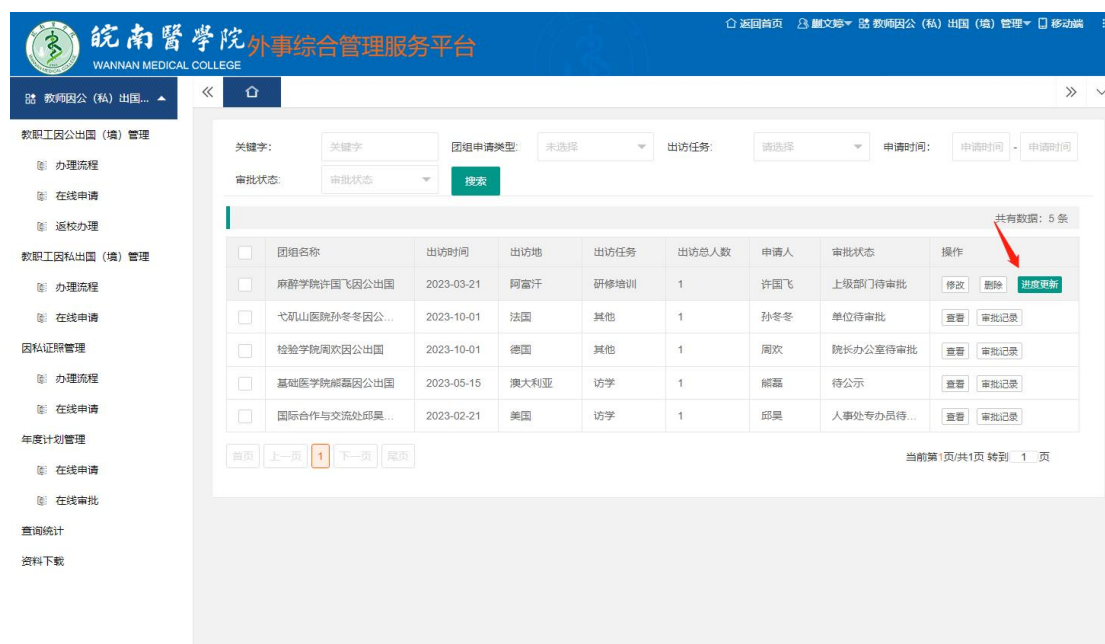 皖南醫學院外事综合管理服务平台
WANNAN MEDICAL COLLEGE
返回首页 蒯文婷 教师因公（私）出国（境）管理 移动端
教师因公（私）出国...
教职工因公出国（境）管理
办理流程
在线申请
返校办理
教职工因私出国（境）管理
办理流程
在线申请
因私证照管理
办理流程
在线申请
年度计划管理
在线申请
在线审批
查询统计
资料下载
关键字： 关键字 团组申请类型: 未选择 出访任务: 请选择 申请时间： 申请时间 - 申请时间
审批状态: 审批状态 搜索
共有数据：5 条
团组名称 出访时间 出访地 出访任务 出访总人数 申请人 审批状态 操作
麻醉学院许国飞因公出国 2023-03-21 阿富汗 研修培训 1 许国飞 上级部门待审批 修改 删除 进度更新
弋矶山医院孙冬冬因公... 2023-10-01 法国 其他 1 孙冬冬 单位待审批 查看 审批记录
检验学院周欢因公出国 2023-10-01 德国 其他 1 周欢 院长办公室待审批 查看 审批记录
基础医学院熊磊因公出国 2023-05-15 澳大利亚 访学 1 熊磊 待公示 查看 审批记录
国际合作与交流处邱昊... 2023-02-21 美国 访学 1 邱昊 人事处专办员待... 查看 审批记录
首页 上一页 1 下一页 尾页 当前第1页/共1页 转到 1 页